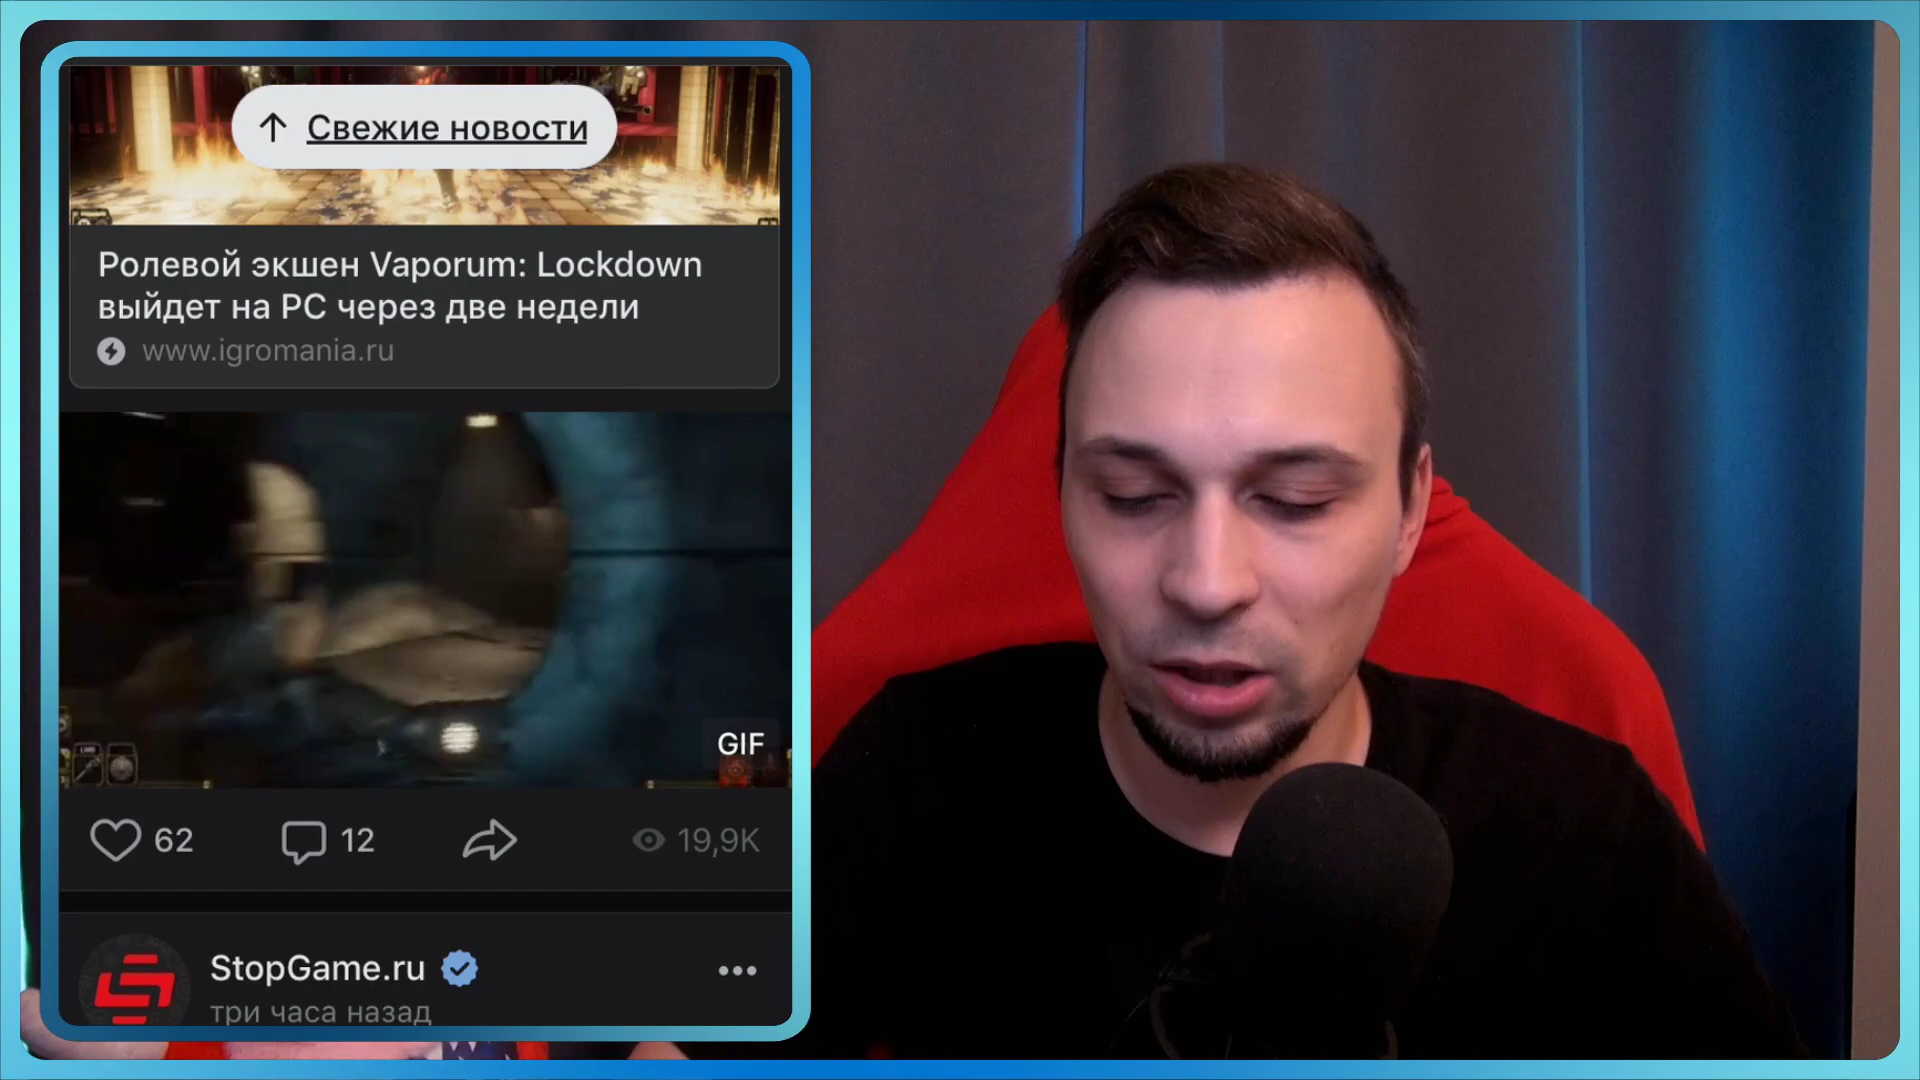 Свежие новости
Ролевой экшен Vaporum: Lockdown
выйдет на PC через две недели
www.igromania.ru
GIF
62
12
19,9K
StopGame.ru
три часа назад